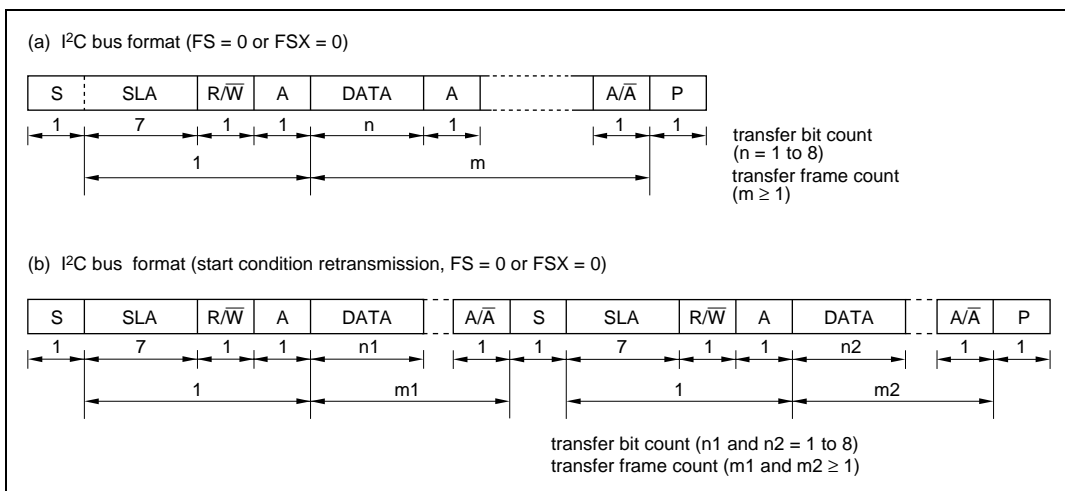 (a) I²C bus format (FS = 0 or FSX = 0)
S SLA R/W̅ A DATA A A/A̅ P
1 7 1 1 n 1 1 1
1 m
transfer bit count
(n = 1 to 8)
transfer frame count
(m ≥ 1)
(b) I²C bus format (start condition retransmission, FS = 0 or FSX = 0)
S SLA R/W̅ A DATA A/A̅ S SLA R/W̅ A DATA A/A̅ P
1 7 1 1 n1 1 1 7 1 1 n2 1 1
1 m1 1 m2
transfer bit count (n1 and n2 = 1 to 8)
transfer frame count (m1 and m2 ≥ 1)